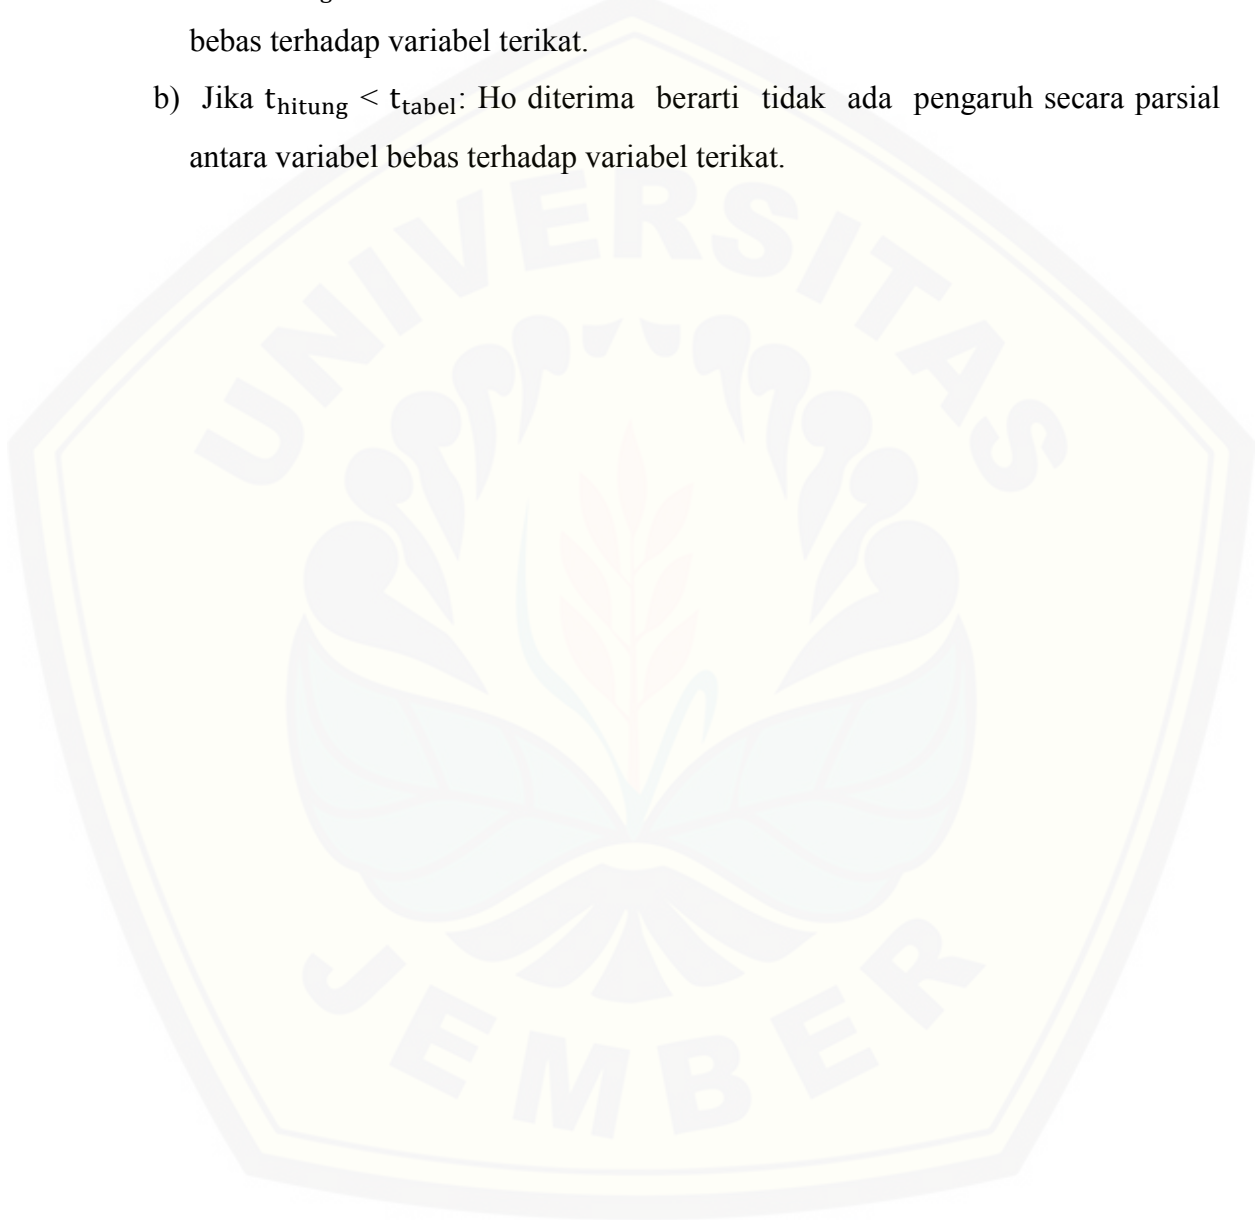 bebas terhadap variabel terikat.
b) Jika t_hitung < t_tabel: Ho diterima berarti tidak ada pengaruh secara parsial
antara variabel bebas terhadap variabel terikat.
UNIVERSITAS
JEMBER